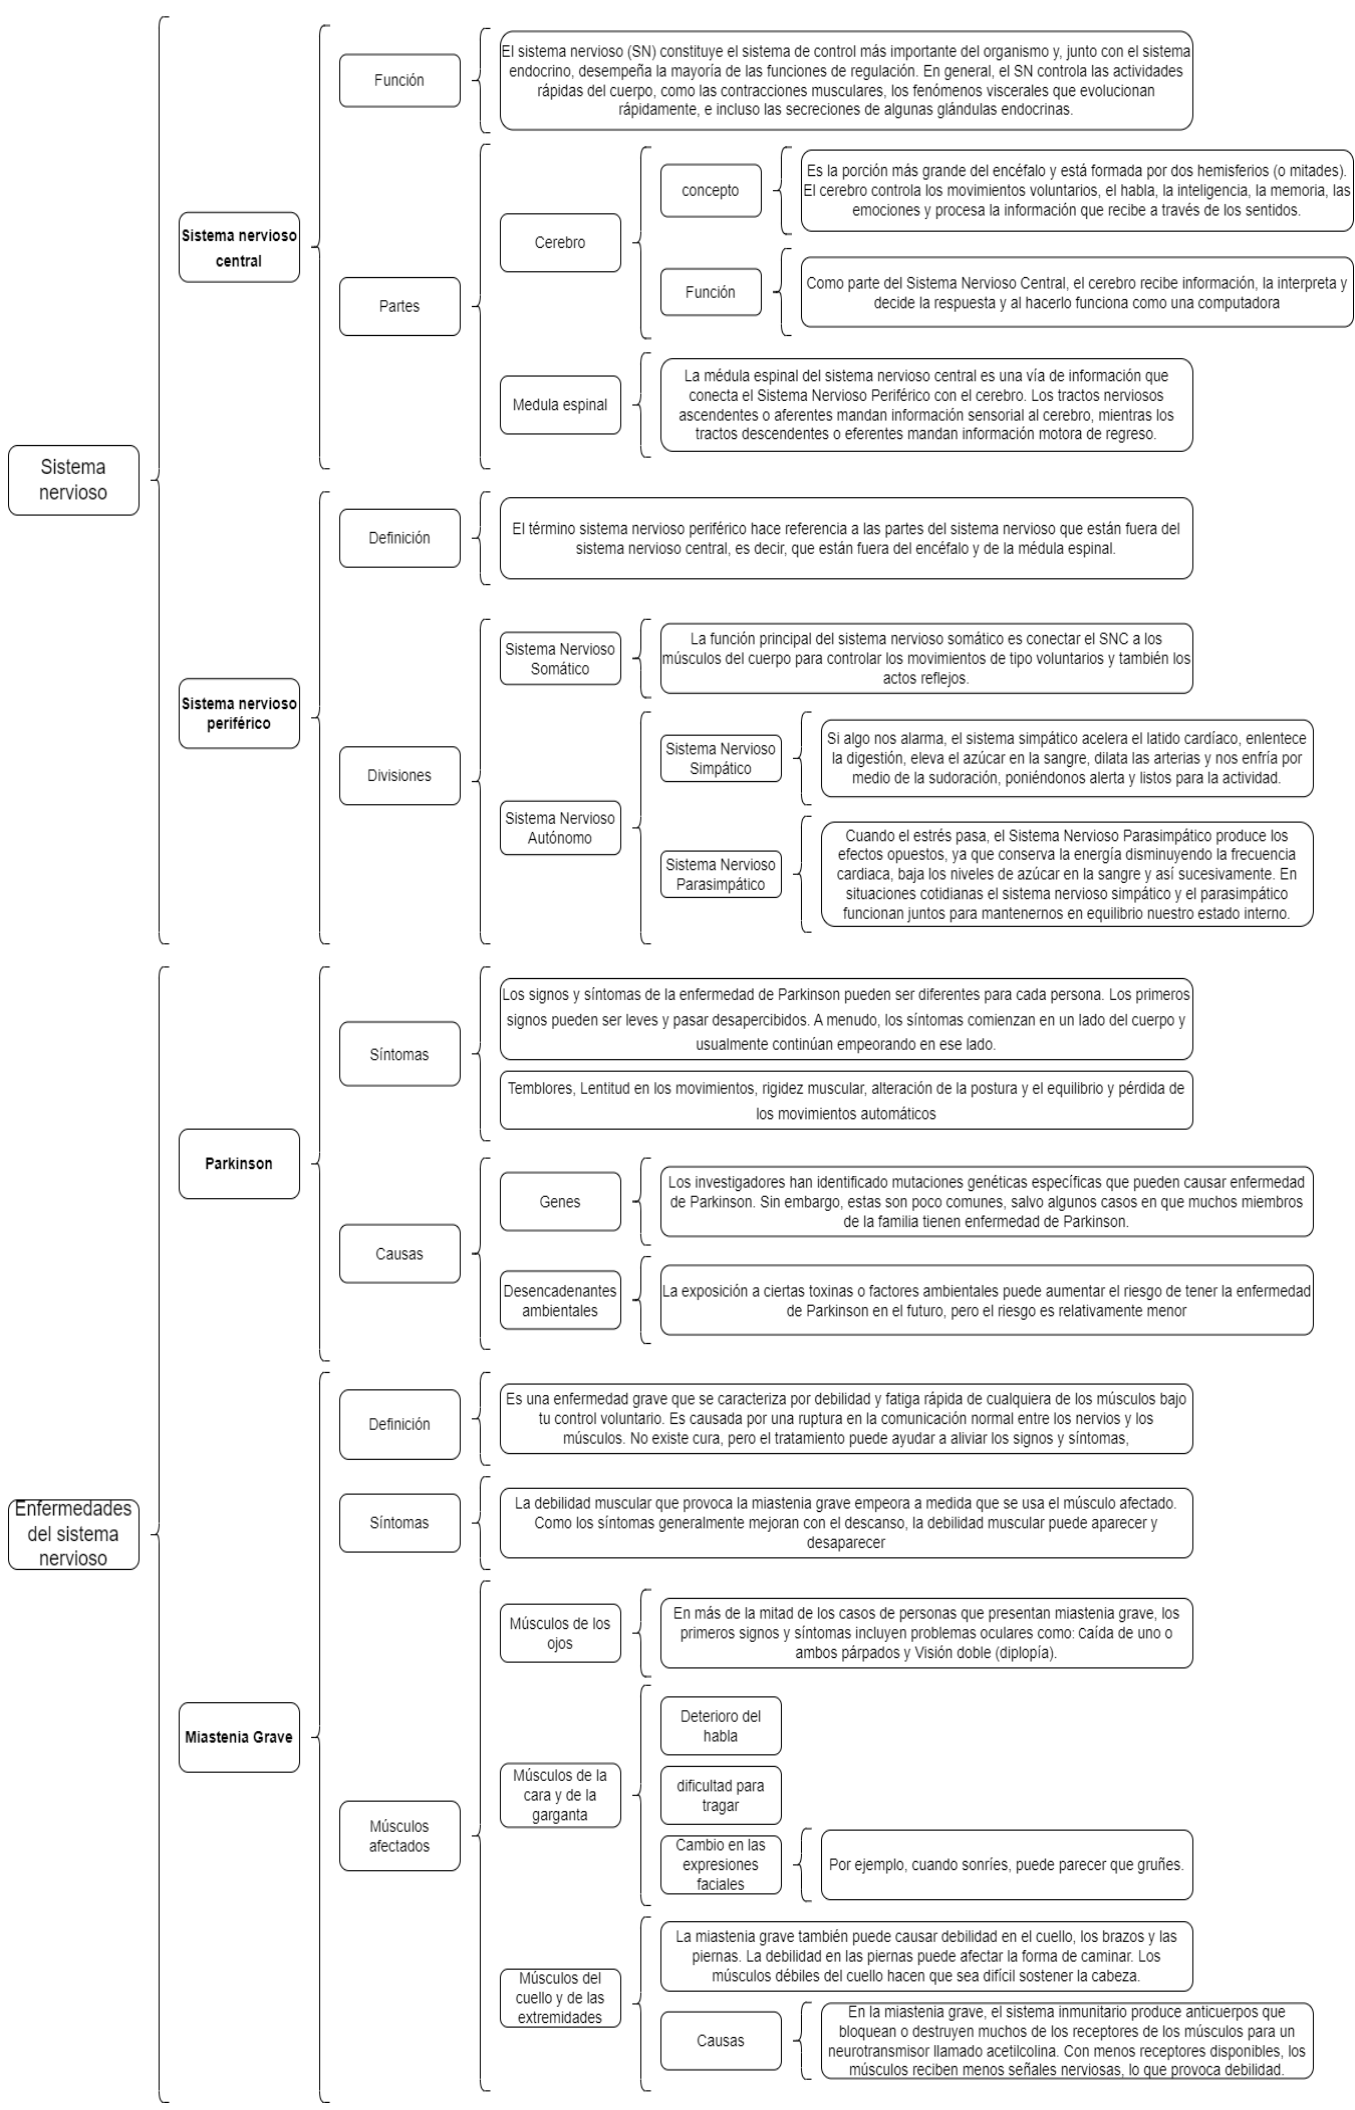 Sistema
nervioso
Sistema nervioso
central
Función
El sistema nervioso (SN) constituye el sistema de control más importante del organismo y, junto con el sistema
endocrino, desempeña la mayoría de las funciones de regulación. En general, el SN controla las actividades
rápidas del cuerpo, como las contracciones musculares, los fenómenos viscerales que evolucionan
rápidamente, e incluso las secreciones de algunas glándulas endocrinas.
Partes
Cerebro
concepto
Es la porción más grande del encéfalo y está formada por dos hemisferios (o mitades).
El cerebro controla los movimientos voluntarios, el habla, la inteligencia, la memoria, las
emociones y procesa la información que recibe a través de los sentidos.
Función
Como parte del Sistema Nervioso Central, el cerebro recibe información, la interpreta y
decide la respuesta y al hacerlo funciona como una computadora
Medula espinal
La médula espinal del sistema nervioso central es una vía de información que
conecta el Sistema Nervioso Periférico con el cerebro. Los tractos nerviosos
ascendentes o aferentes mandan información sensorial al cerebro, mientras los
tractos descendentes o eferentes mandan información motora de regreso.
Sistema nervioso
periférico
Definición
El término sistema nervioso periférico hace referencia a las partes del sistema nervioso que están fuera del
sistema nervioso central, es decir, que están fuera del encéfalo y de la médula espinal.
Divisiones
Sistema Nervioso
Somático
La función principal del sistema nervioso somático es conectar el SNC a los
músculos del cuerpo para controlar los movimientos de tipo voluntarios y también los
actos reflejos.
Sistema Nervioso
Autónomo
Sistema Nervioso
Simpático
Si algo nos alarma, el sistema simpático acelera el latido cardíaco, enlentece
la digestión, eleva el azúcar en la sangre, dilata las arterias y nos enfría por
medio de la sudoración, poniéndonos alerta y listos para la actividad.
Sistema Nervioso
Parasimpático
Cuando el estrés pasa, el Sistema Nervioso Parasimpático produce los
efectos opuestos, ya que conserva la energía disminuyendo la frecuencia
cardiaca, baja los niveles de azúcar en la sangre y así sucesivamente. En
situaciones cotidianas el sistema nervioso simpático y el parasimpático
funcionan juntos para mantenernos en equilibrio nuestro estado interno.
Enfermedades
del sistema
nervioso
Parkinson
Síntomas
Los signos y síntomas de la enfermedad de Parkinson pueden ser diferentes para cada persona. Los primeros
signos pueden ser leves y pasar desapercibidos. A menudo, los síntomas comienzan en un lado del cuerpo y
usualmente continúan empeorando en ese lado.
Temblores, Lentitud en los movimientos, rigidez muscular, alteración de la postura y el equilibrio y pérdida de
los movimientos automáticos
Causas
Genes
Los investigadores han identificado mutaciones genéticas específicas que pueden causar enfermedad
de Parkinson. Sin embargo, estas son poco comunes, salvo algunos casos en que muchos miembros
de la familia tienen enfermedad de Parkinson.
Desencadenantes
ambientales
La exposición a ciertas toxinas o factores ambientales puede aumentar el riesgo de tener la enfermedad
de Parkinson en el futuro, pero el riesgo es relativamente menor
Miastenia Grave
Definición
Es una enfermedad grave que se caracteriza por debilidad y fatiga rápida de cualquiera de los músculos bajo
tu control voluntario. Es causada por una ruptura en la comunicación normal entre los nervios y los
músculos. No existe cura, pero el tratamiento puede ayudar a aliviar los signos y síntomas,
Síntomas
La debilidad muscular que provoca la miastenia grave empeora a medida que se usa el músculo afectado.
Como los síntomas generalmente mejoran con el descanso, la debilidad muscular puede aparecer y
desaparecer
Músculos
afectados
Músculos de los
ojos
En más de la mitad de los casos de personas que presentan miastenia grave, los
primeros signos y síntomas incluyen problemas oculares como: Caída de uno o
ambos párpados y Visión doble (diplopía).
Músculos de la
cara y de la
garganta
Deterioro del
habla
dificultad para
tragar
Cambio en las
expresiones
faciales
Por ejemplo, cuando sonríes, puede parecer que gruñes.
Músculos del
cuello y de las
extremidades
La miastenia grave también puede causar debilidad en el cuello, los brazos y las
piernas. La debilidad en las piernas puede afectar la forma de caminar. Los
músculos débiles del cuello hacen que sea difícil sostener la cabeza.
Causas
En la miastenia grave, el sistema inmunitario produce anticuerpos que
bloquean o destruyen muchos de los receptores de los músculos para un
neurotransmisor llamado acetilcolina. Con menos receptores disponibles, los
músculos reciben menos señales nerviosas, lo que provoca debilidad.